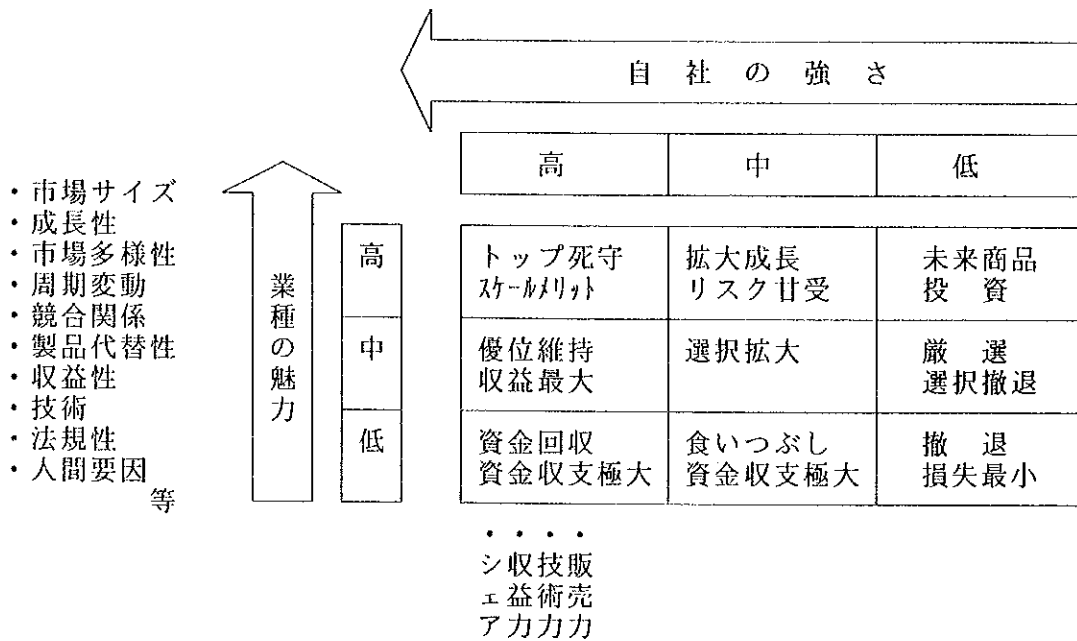 自社の強さ
高 中 低
・市場サイズ
・成長性
・市場多様性
・周期変動
・競合関係
・製品代替性
・収益性
・技術
・法規性
・人間要因
等
業種の魅力
高
中
低
トップ死守
スケールメリット
拡大成長
リスク甘受
未来商品
投 資
優位維持
収益最大
選択拡大
厳 選
選択撤退
資金回収
資金収支極大
食いつぶし
資金収支極大
撤 退
損失最小
・シェア
・収益力
・技術力
・販売力